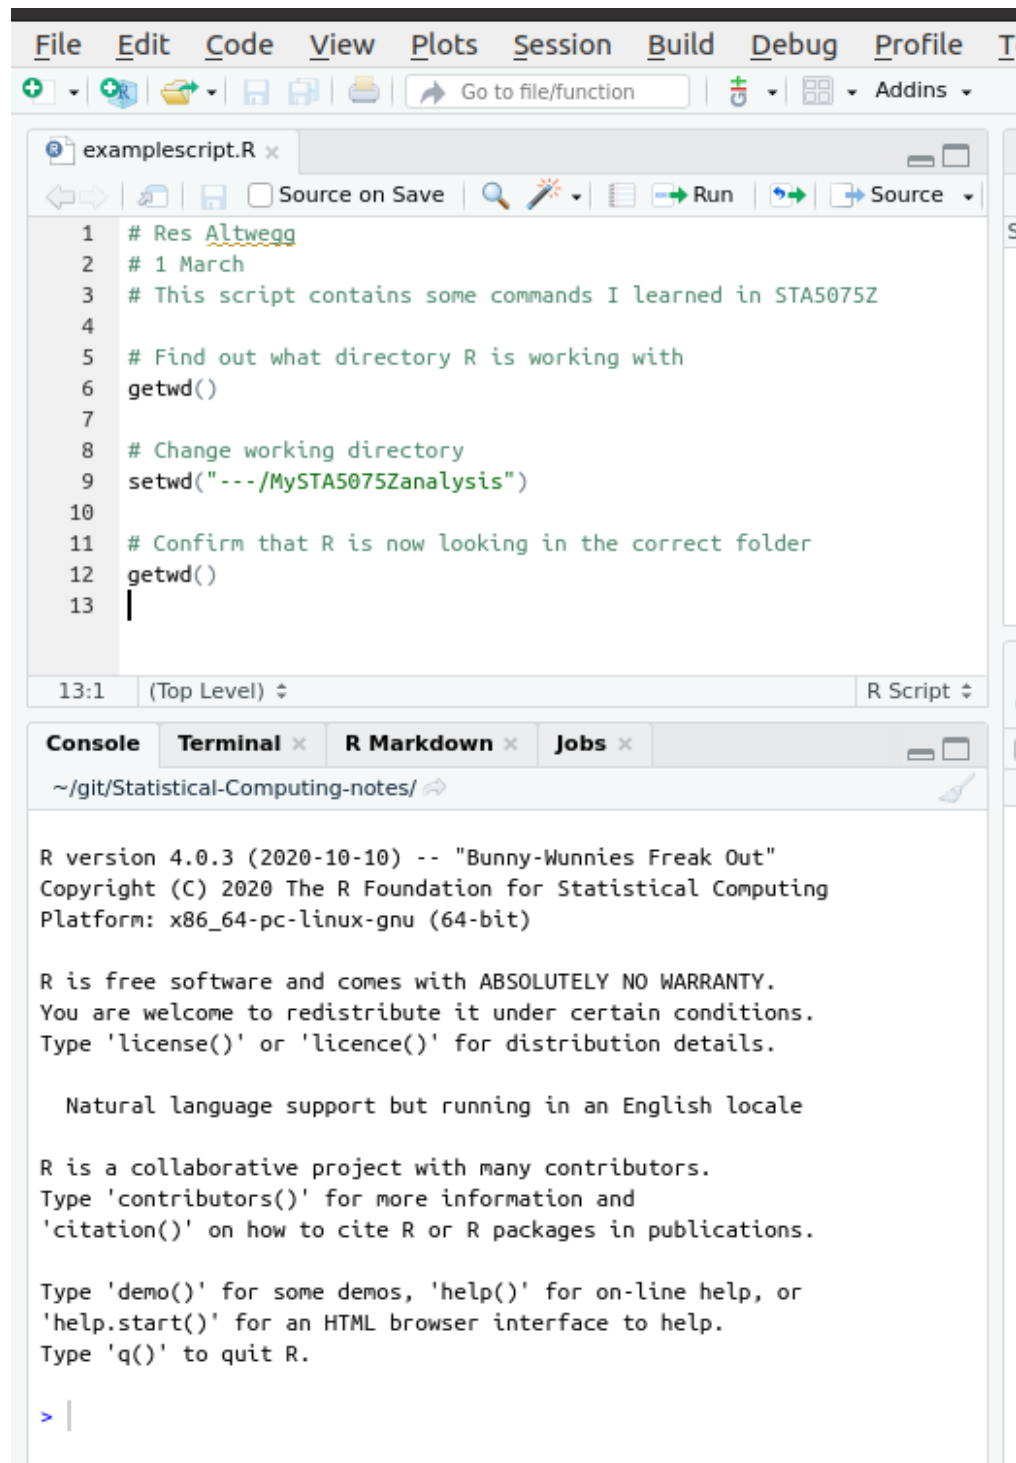 File Edit Code View Plots Session Build Debug Profile
Go to file/function Addins
examplescript.R
Source on Save Run Source
1 # Res Altwegg
2 # 1 March
3 # This script contains some commands I learned in STA5075Z
4
5 # Find out what directory R is working with
6 getwd()
7
8 # Change working directory
9 setwd("---/MySTA5075Zanalysis")
10
11 # Confirm that R is now looking in the correct folder
12 getwd()
13
13:1 (Top Level) R Script
Console Terminal R Markdown Jobs
~/git/Statistical-Computing-notes/
R version 4.0.3 (2020-10-10) -- "Bunny-Wunnies Freak Out"
Copyright (C) 2020 The R Foundation for Statistical Computing
Platform: x86_64-pc-linux-gnu (64-bit)
R is free software and comes with ABSOLUTELY NO WARRANTY.
You are welcome to redistribute it under certain conditions.
Type 'license()' or 'licence()' for distribution details.
Natural language support but running in an English locale
R is a collaborative project with many contributors.
Type 'contributors()' for more information and
'citation()' on how to cite R or R packages in publications.
Type 'demo()' for some demos, 'help()' for on-line help, or
'help.start()' for an HTML browser interface to help.
Type 'q()' to quit R.
>